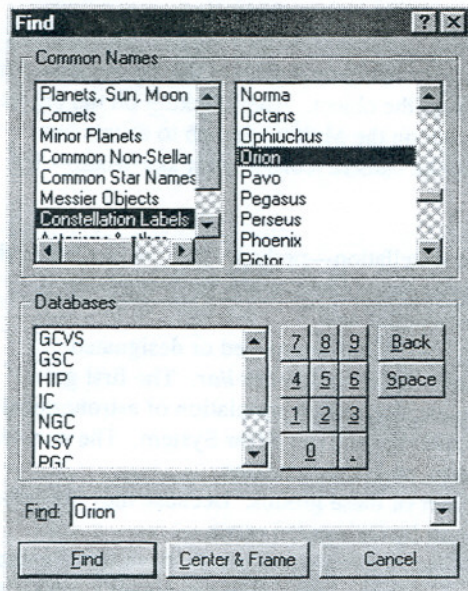 Find ? ×
Common Names
Planets, Sun, Moon
Comets
Minor Planets
Common Non-Stellar
Common Star Names
Messier Objects
Constellation Labels
Norma
Octans
Ophiuchus
Orion
Pavo
Pegasus
Perseus
Phoenix
Pictor
Databases
GCVS
GSC
HIP
IC
NGC
NSV
PGC
7 8 9 Back
4 5 6 Space
1 2 3
0 .
Find: Orion
Find Center & Frame Cancel